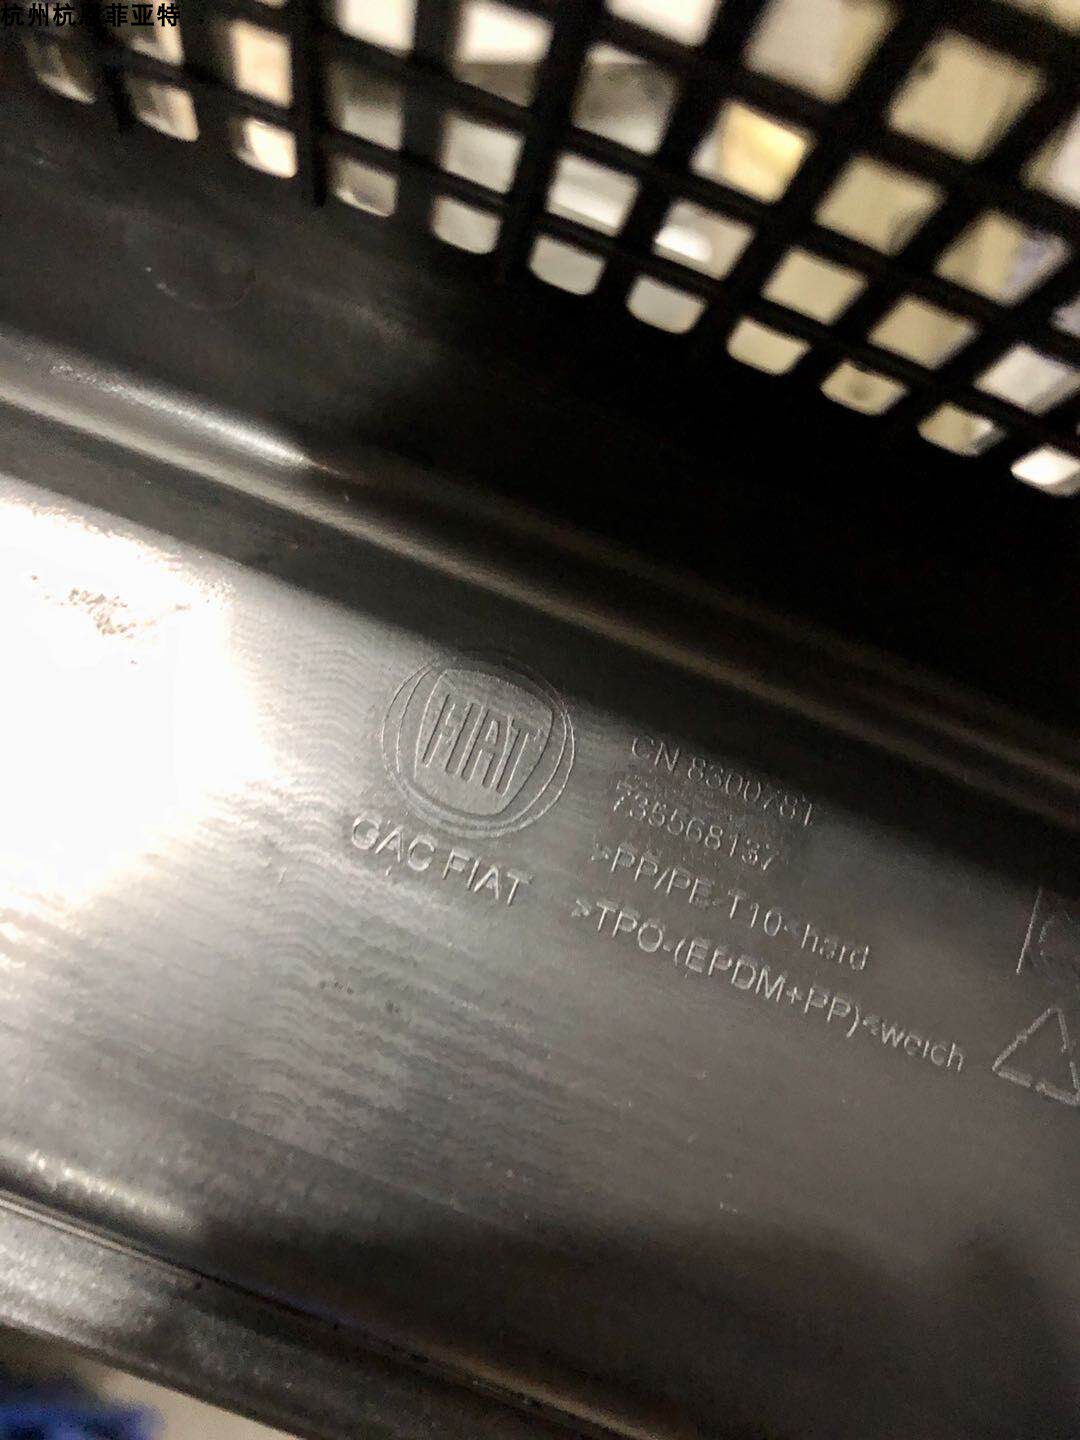 杭州杭晟菲亚特
FIAT
GAC FIAT
CN 8300781
735568137
>PP/PE-T10<hard
>TPO-(EPDM+PP)<weich